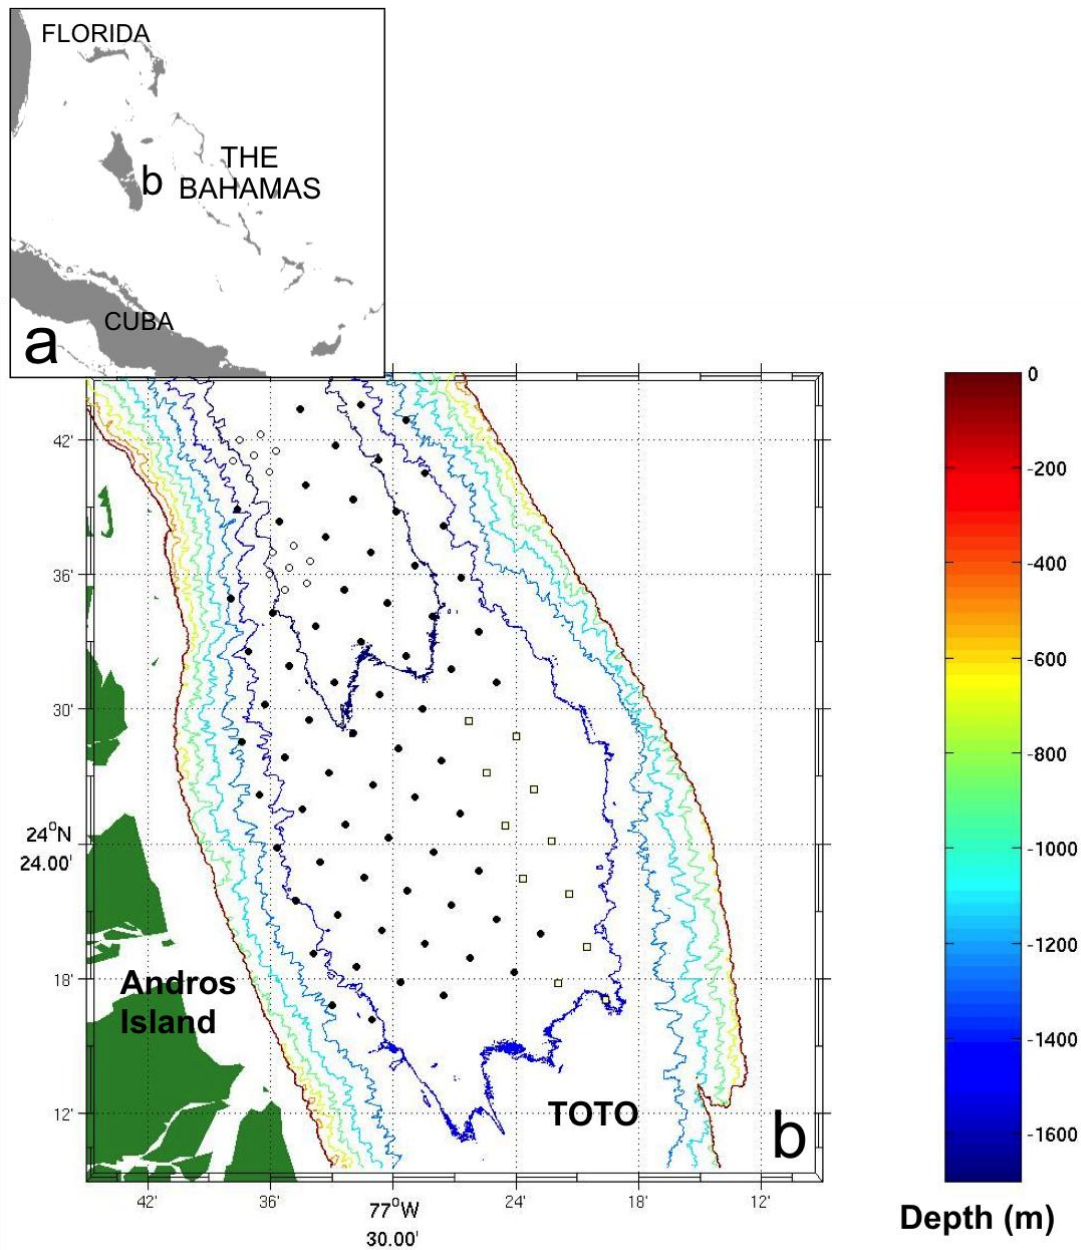 FLORIDA
THE
BAHAMAS
b
CUBA
a
42'
36'
30'
24°N
24.00'
18'
12'
Andros
Island
TOTO
b
42'
36'
77°W
30.00'
24'
18'
12'
0
-200
-400
-600
-800
-1000
-1200
-1400
-1600
Depth (m)